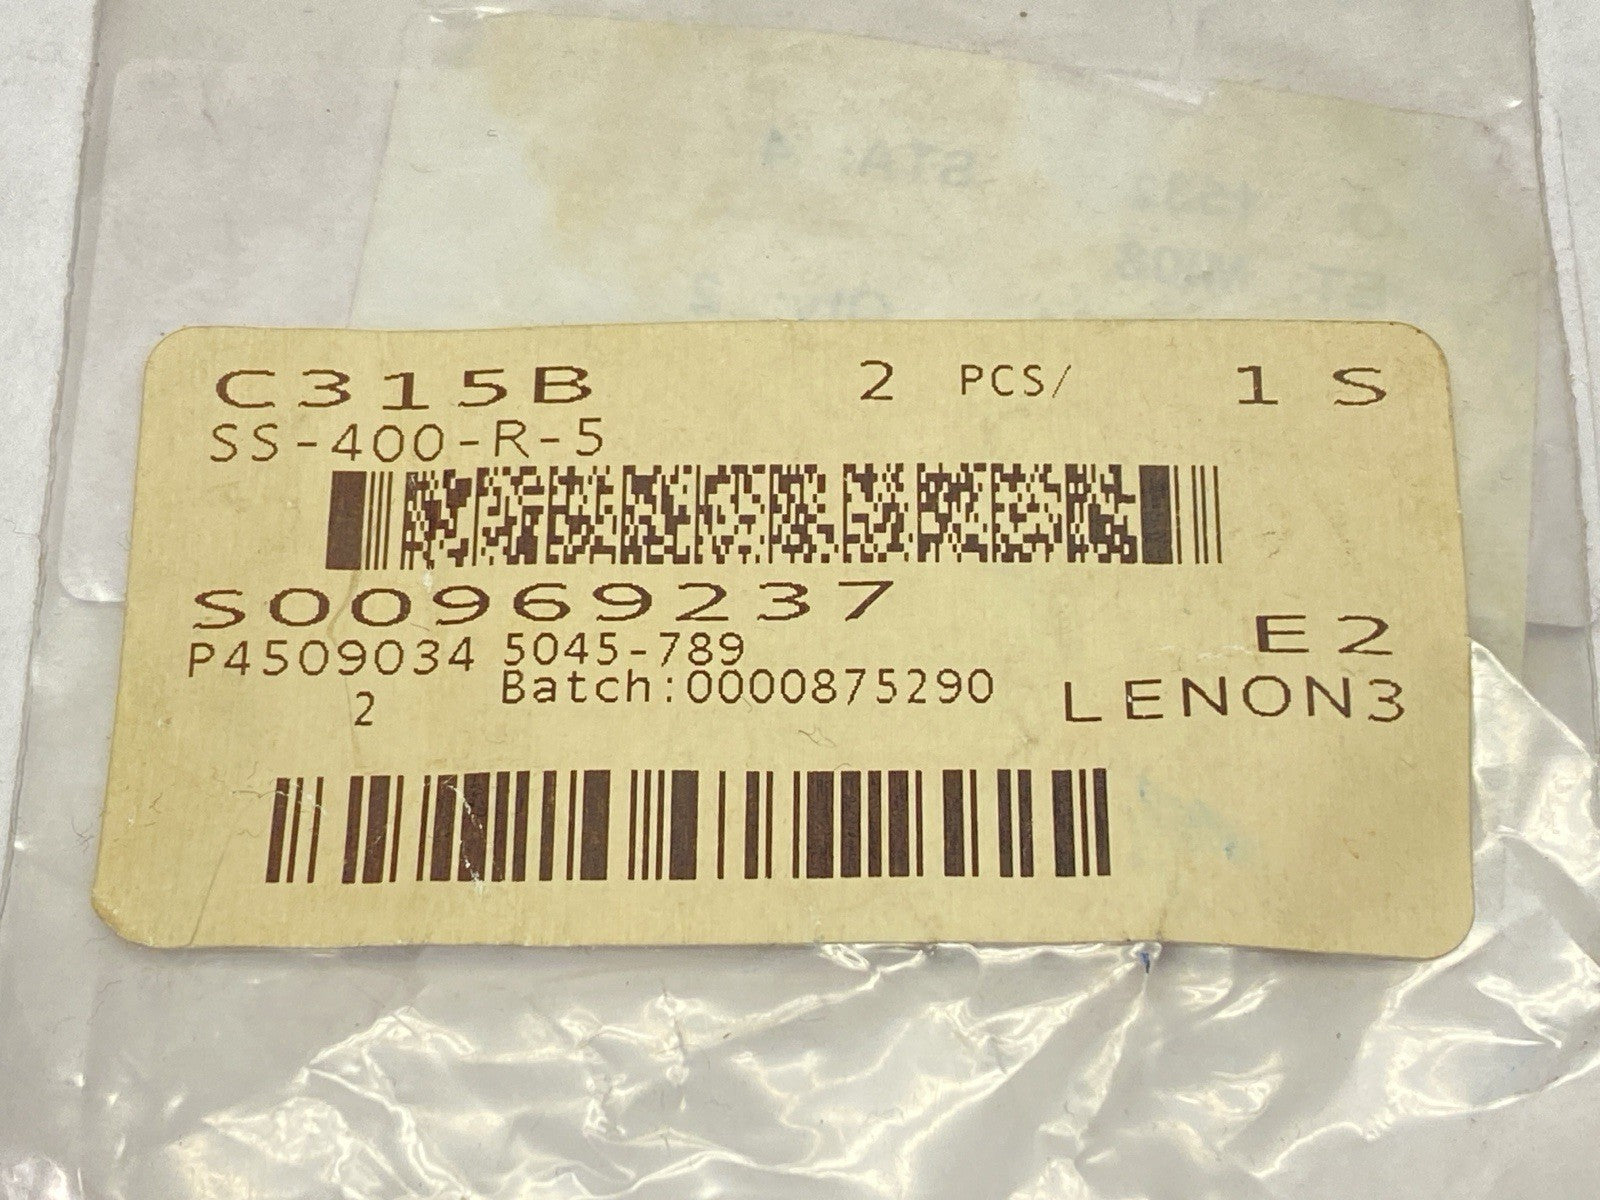 C315B 2 PCS/ 1 S
SS-400-R-5
S00969237
P4509034 5045-789 E2
2 Batch:0000875290 LENON3